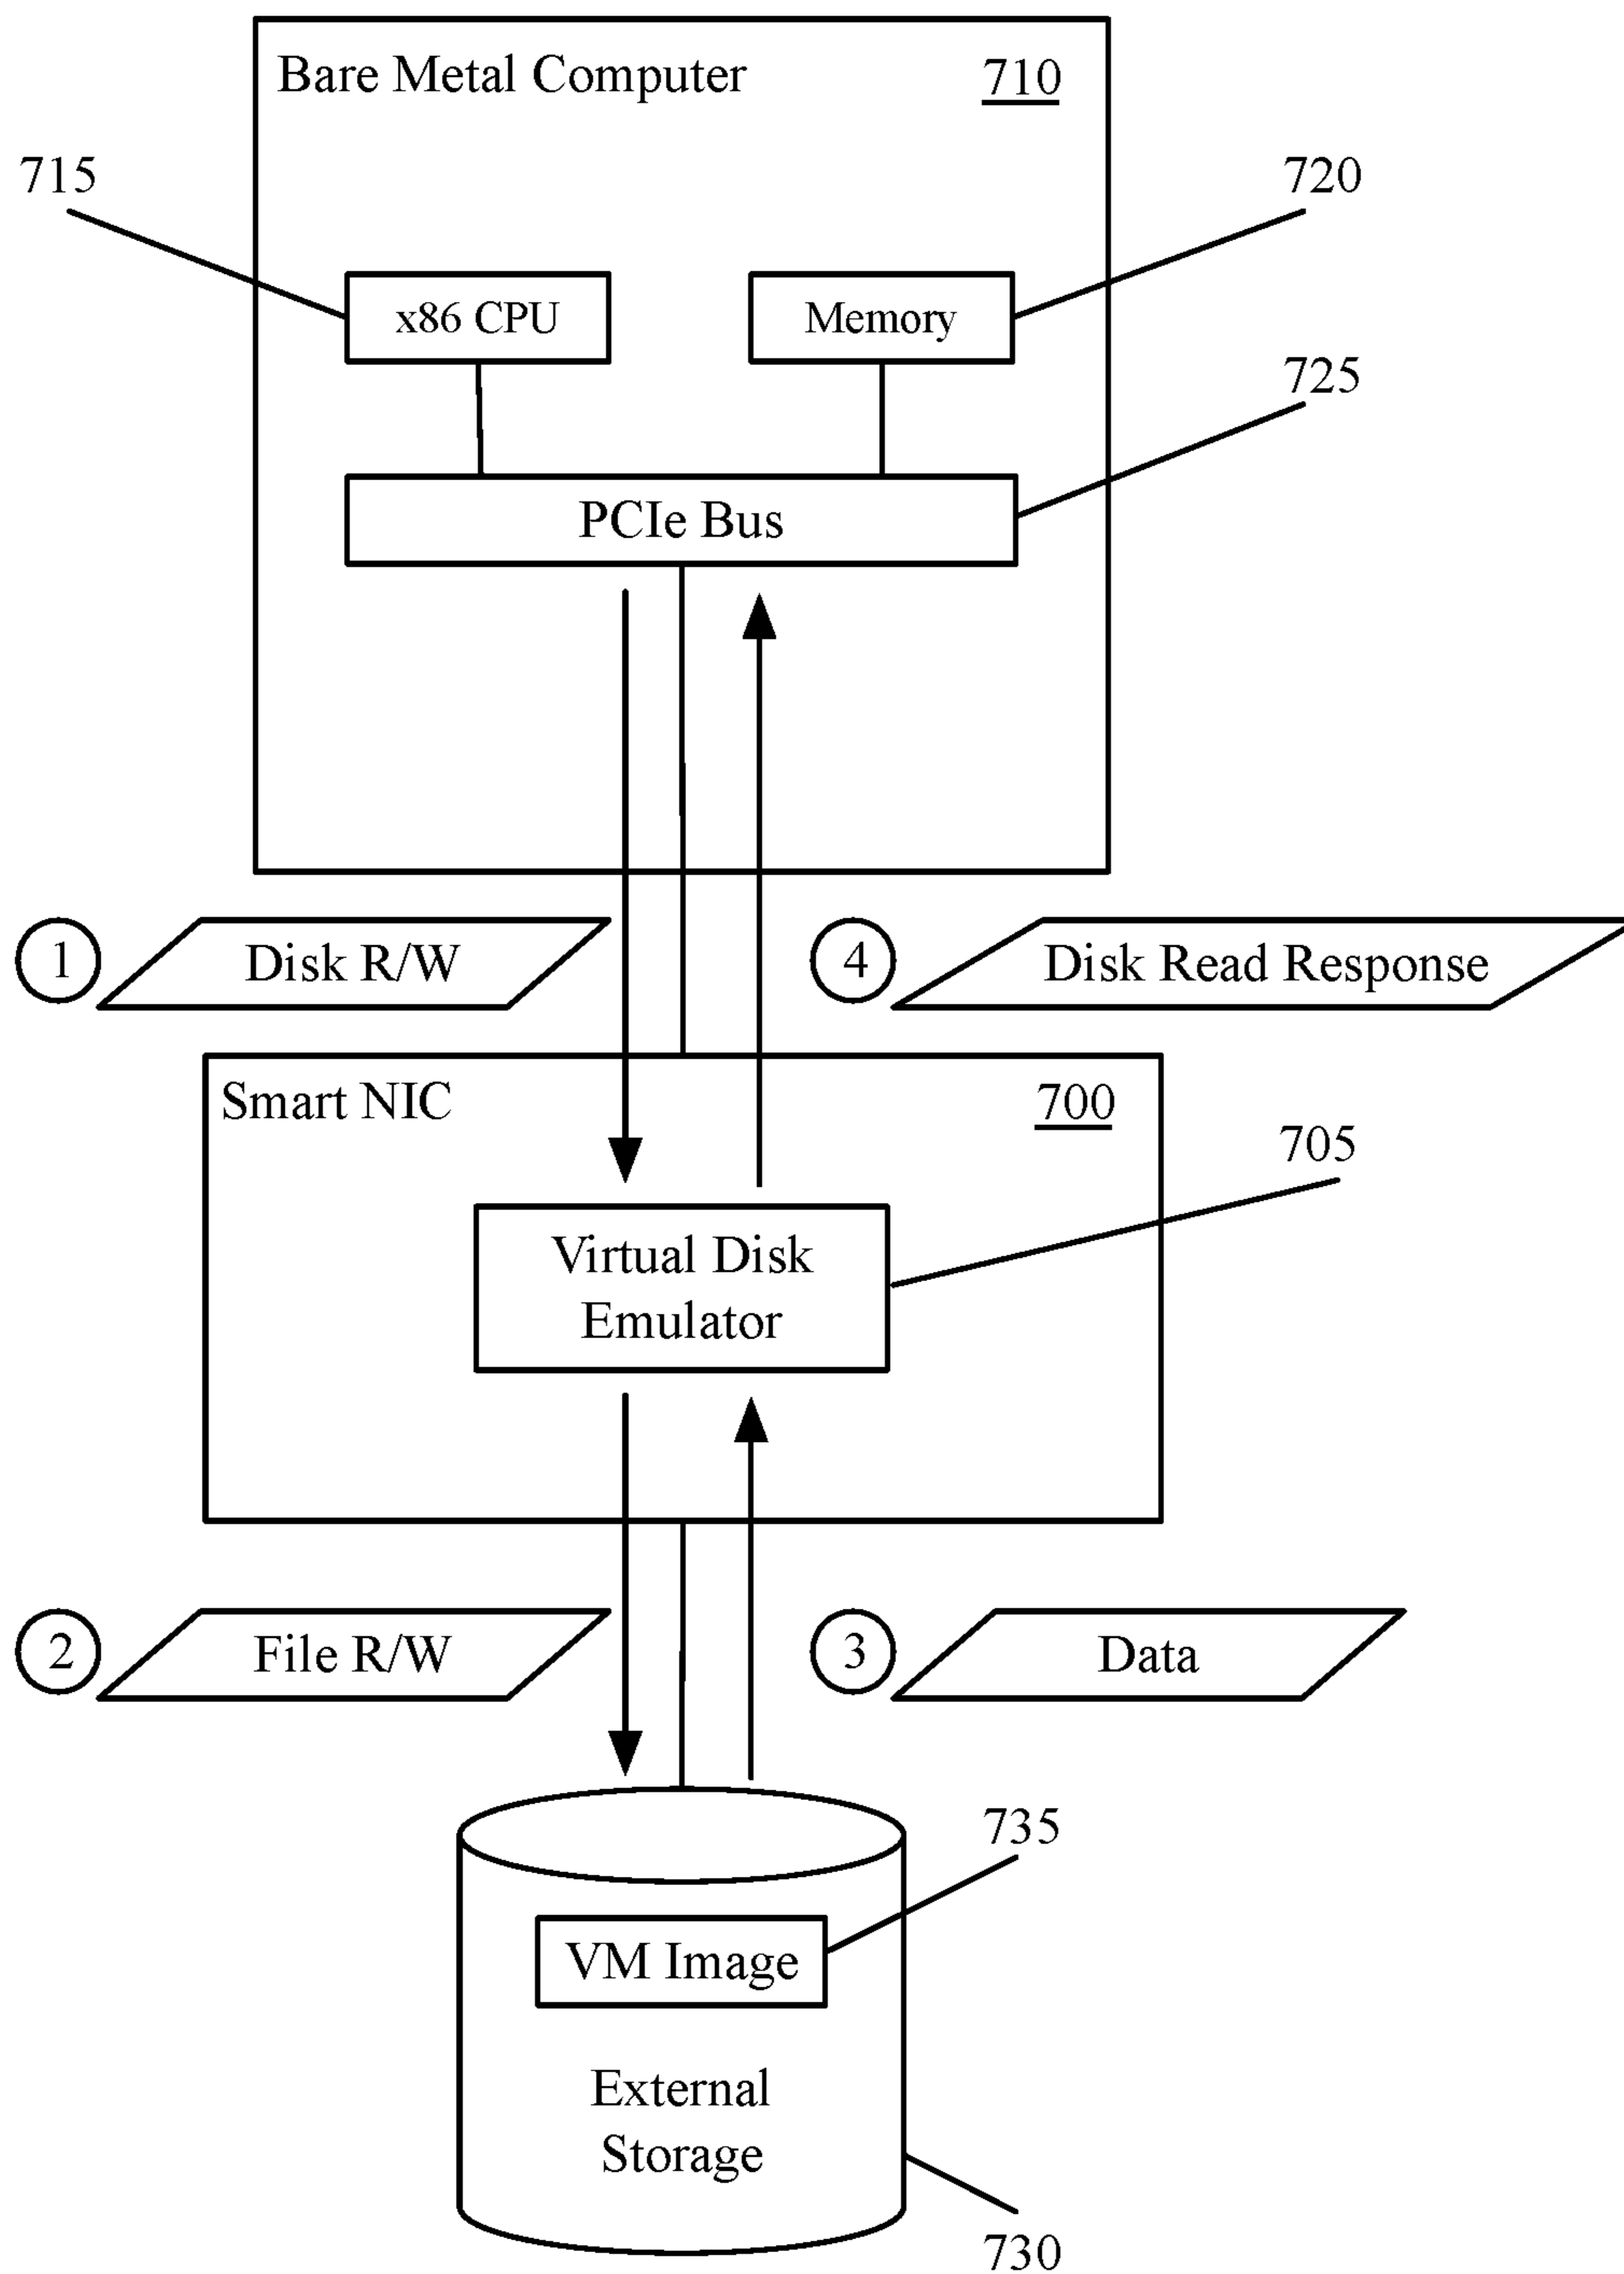 Bare Metal Computer
710
715
720
x86 CPU
Memory
725
PCIe Bus
1
Disk R/W
4
Disk Read Response
Smart NIC
700
705
Virtual Disk
Emulator
2
File R/W
3
Data
735
VM Image
External
Storage
730